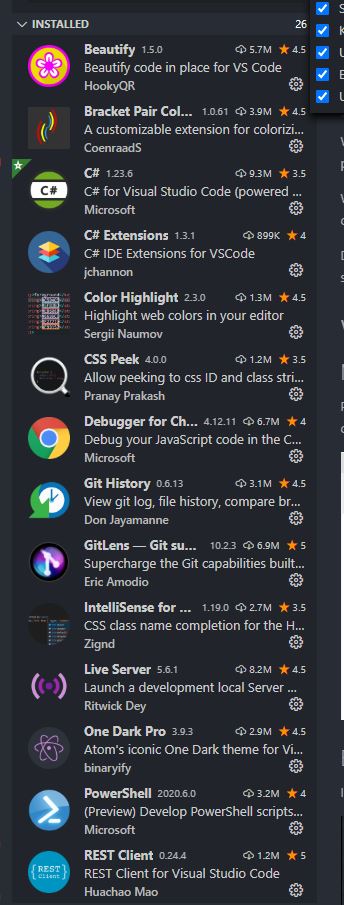 INSTALLED 26
Beautify 1.5.0 5.7M 4.5
Beautify code in place for VS Code
HookyQR
Bracket Pair Col... 1.0.61 3.9M 4.5
A customizable extension for colorizi...
CoenraadS
C# 1.23.6 9.3M 3.5
C# for Visual Studio Code (powered ...
Microsoft
C# Extensions 1.3.1 899K 4
C# IDE Extensions for VSCode
jchannon
Color Highlight 2.3.0 1.3M 4.5
Highlight web colors in your editor
Sergii Naumov
CSS Peek 4.0.0 1.2M 3.5
Allow peeking to css ID and class stri...
Pranay Prakash
Debugger for Ch... 4.12.11 6.7M 4
Debug your JavaScript code in the C...
Microsoft
Git History 0.6.13 3.1M 4.5
View git log, file history, compare br...
Don Jayamanne
GitLens — Git su... 10.2.3 6.9M 5
Supercharge the Git capabilities built...
Eric Amodio
IntelliSense for ... 1.19.0 2.7M 3.5
CSS class name completion for the H...
Zignd
Live Server 5.6.1 8.2M 4.5
Launch a development local Server ...
Ritwick Dey
One Dark Pro 3.9.3 2.9M 4.5
Atom's iconic One Dark theme for Vi...
binaryify
PowerShell 2020.6.0 3.2M 4
(Preview) Develop PowerShell scripts...
Microsoft
{REST}
Client
REST Client 0.24.4 1.2M 5
REST Client for Visual Studio Code
Huachao Mao